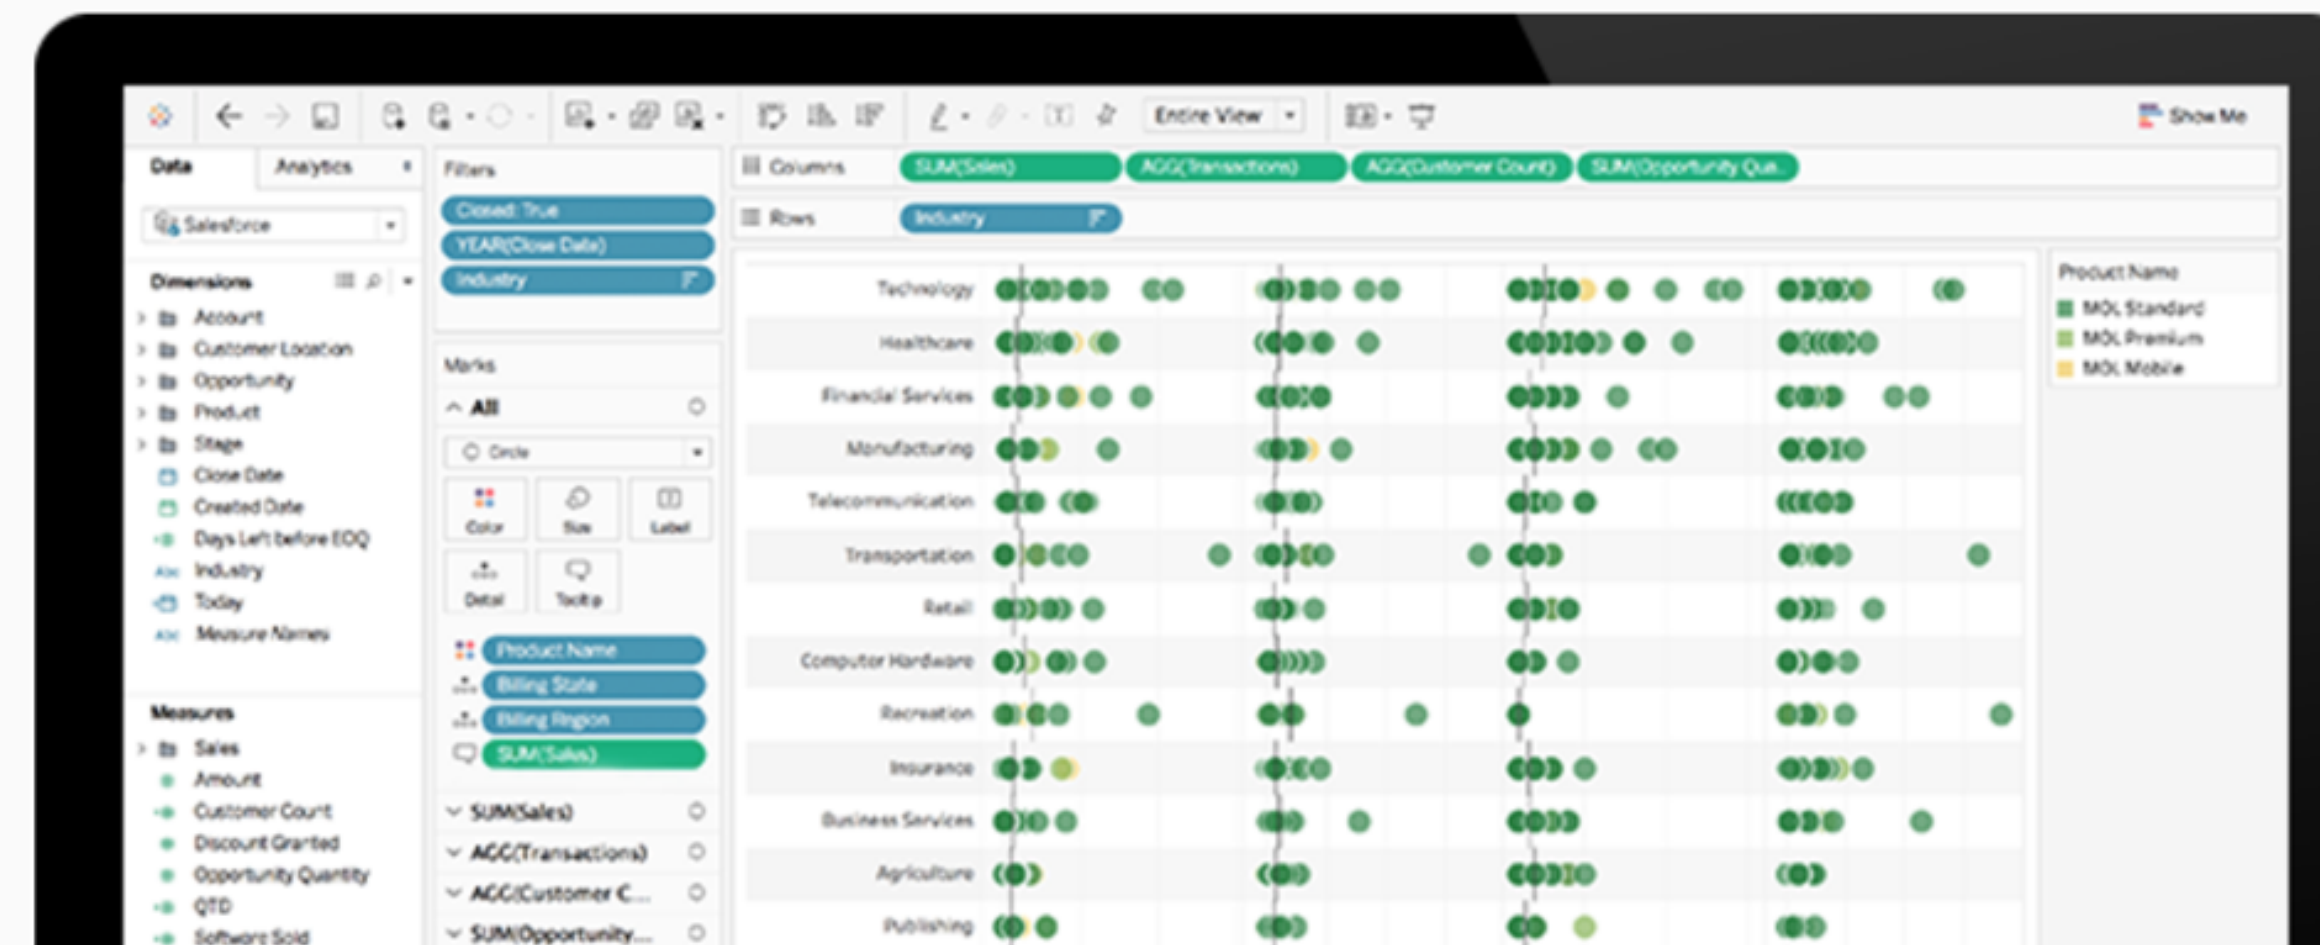 Entire View
Show Me
Data
Analytics
Salesforce
Dimensions
Account
Customer Location
Opportunity
Product
Stage
Close Date
Created Date
Days Left before EOQ
Industry
Today
Measure Names
Measures
Sales
Amount
Customer Count
Discount Granted
Opportunity Quantity
QTD
Software Sold
Filters
Closed: True
YEAR(Close Date)
Industry
Marks
All
Circle
Color
Size
Label
Detail
Tooltip
Product Name
Billing State
Billing Region
SUM(Sales)
SUM(Sales)
AGG(Transactions)
AGG(Customer C...
SUM(Opportunity...
Columns
SUM(Sales)
AGG(Transactions)
AGG(Customer Count)
SUM(Opportunity Qua..
Rows
Industry
Technology
Healthcare
Financial Services
Manufacturing
Telecommunication
Transportation
Retail
Computer Hardware
Recreation
Insurance
Business Services
Agriculture
Publishing
Product Name
MOL Standard
MOL Premium
MOL Mobile